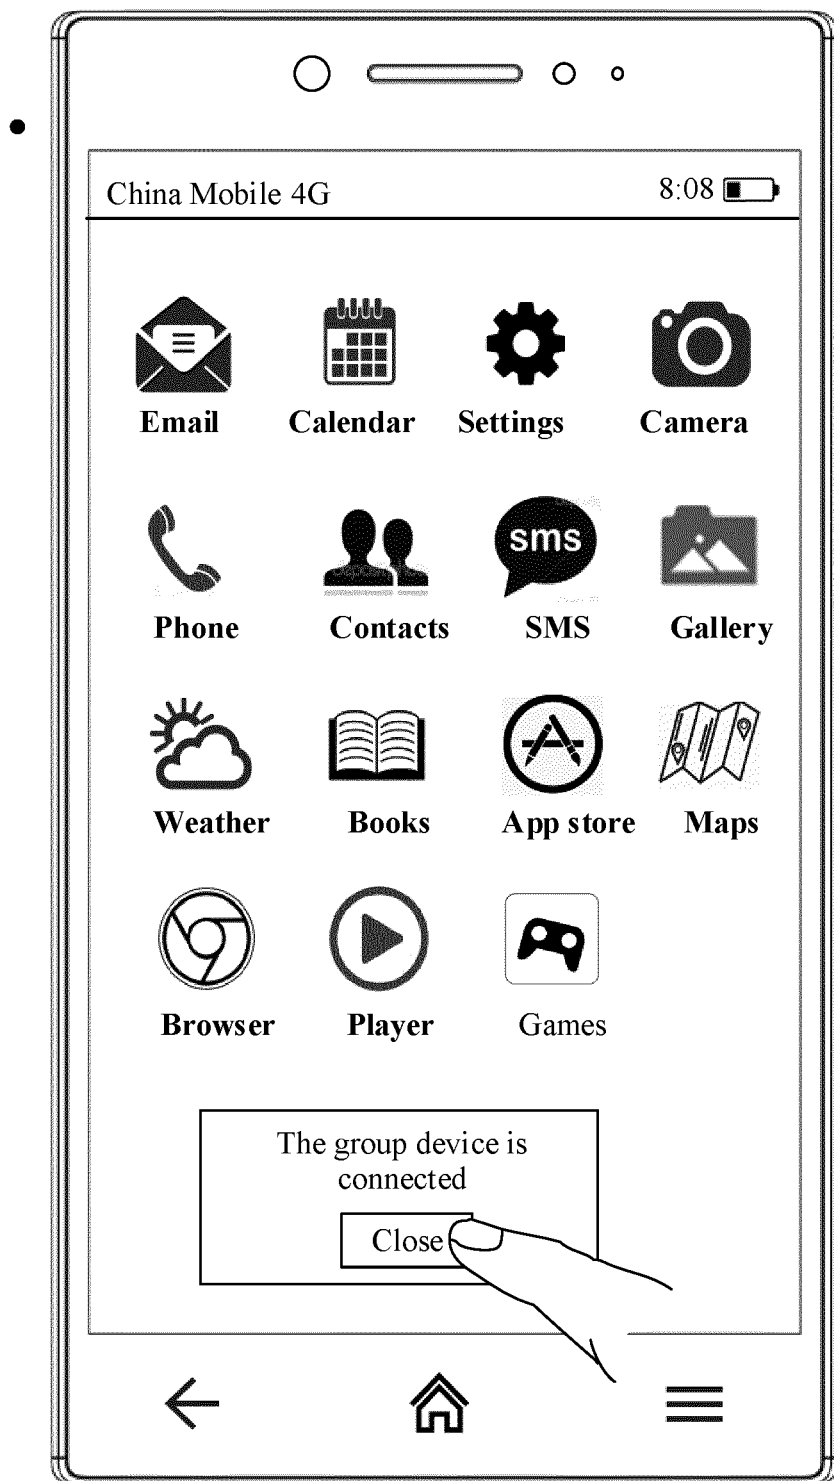 China Mobile 4G 8:08
Email Calendar Settings Camera
sms
Phone Contacts SMS Gallery
Weather Books App store Maps
Browser Player Games
The group device is
connected
Close